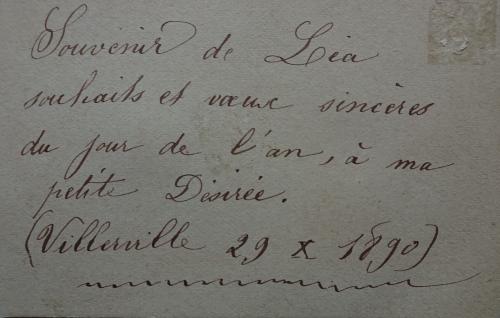 Souvenir de Léa
souhaits et vœux sincères
du jour de l'an, à ma
petite Désirée.
(Villerville 29 X 1890)